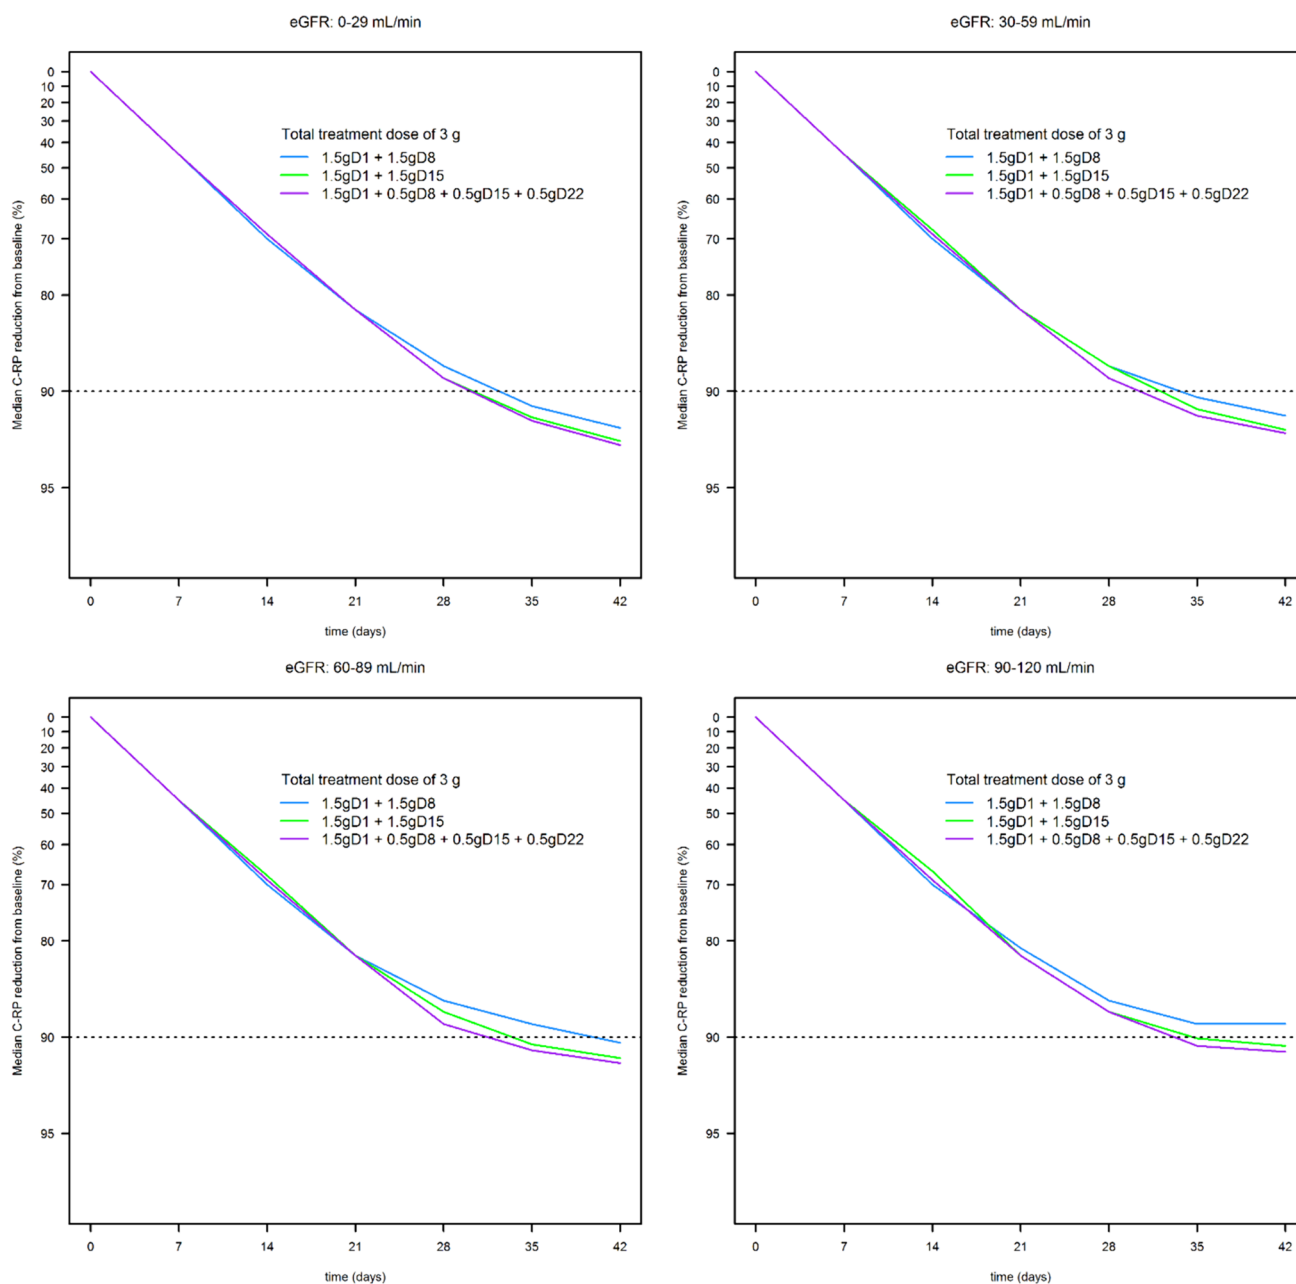 eGFR: 0-29 mL/min
Median C-RP reduction from baseline (%)
0
10
20
30
40
50
60
70
80
90
95
Total treatment dose of 3 g
1.5gD1 + 1.5gD8
1.5gD1 + 1.5gD15
1.5gD1 + 0.5gD8 + 0.5gD15 + 0.5gD22
0 7 14 21 28 35 42
time (days)
eGFR: 30-59 mL/min
Median C-RP reduction from baseline (%)
0
10
20
30
40
50
60
70
80
90
95
Total treatment dose of 3 g
1.5gD1 + 1.5gD8
1.5gD1 + 1.5gD15
1.5gD1 + 0.5gD8 + 0.5gD15 + 0.5gD22
0 7 14 21 28 35 42
time (days)
eGFR: 60-89 mL/min
Median C-RP reduction from baseline (%)
0
10
20
30
40
50
60
70
80
90
95
Total treatment dose of 3 g
1.5gD1 + 1.5gD8
1.5gD1 + 1.5gD15
1.5gD1 + 0.5gD8 + 0.5gD15 + 0.5gD22
0 7 14 21 28 35 42
time (days)
eGFR: 90-120 mL/min
Median C-RP reduction from baseline (%)
0
10
20
30
40
50
60
70
80
90
95
Total treatment dose of 3 g
1.5gD1 + 1.5gD8
1.5gD1 + 1.5gD15
1.5gD1 + 0.5gD8 + 0.5gD15 + 0.5gD22
0 7 14 21 28 35 42
time (days)